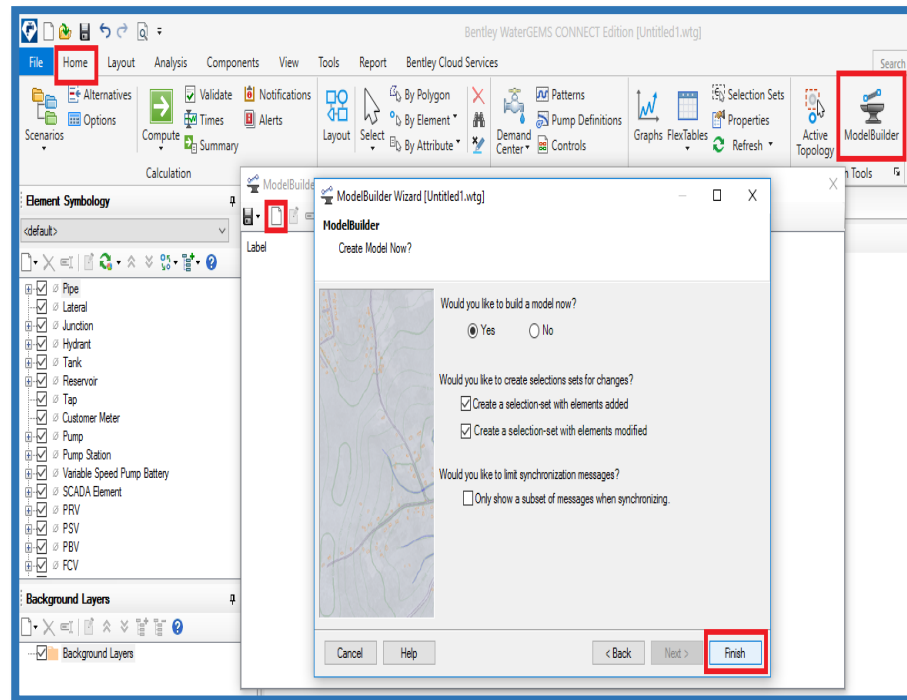 Bentley WaterGEMS CONNECT Edition [Untitled1.wtg]
File Home Layout Analysis Components View Tools Report Bentley Cloud Services Search
Scenarios
Alternatives
Options
Compute
Validate
Times
Summary
Notifications
Alerts
Calculation
Layout
Select
By Polygon
By Element
By Attribute
Demand Center
Patterns
Pump Definitions
Controls
Graphs
FlexTables
Selection Sets
Properties
Refresh
Active Topology
ModelBuilder
n Tools
Element Symbology
<default>
Pipe
Lateral
Junction
Hydrant
Tank
Reservoir
Tap
Customer Meter
Pump
Pump Station
Variable Speed Pump Battery
SCADA Element
PRV
PSV
PBV
FCV
Background Layers
Background Layers
ModelBuilde
Label
ModelBuilder Wizard [Untitled1.wtg]
ModelBuilder
Create Model Now?
Would you like to build a model now?
Yes No
Would you like to create selections sets for changes?
Create a selection-set with elements added
Create a selection-set with elements modified
Would you like to limit synchronization messages?
Only show a subset of messages when synchronizing.
Cancel Help < Back Next > Finish